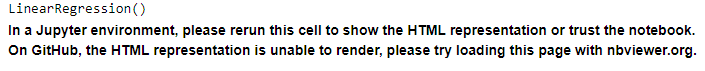 LinearRegression()
In a Jupyter environment, please rerun this cell to show the HTML representation or trust the notebook.
On GitHub, the HTML representation is unable to render, please try loading this page with nbviewer.org.